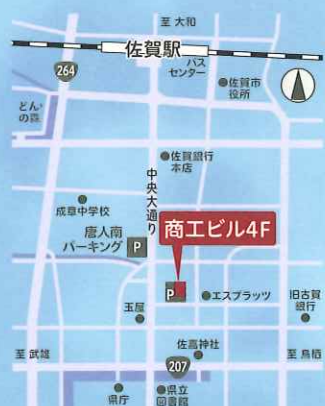 至 大和
佐賀駅
264
バス
センター
佐賀市
役所
どん
の森
佐賀銀行
本店
中央大通り
成章中学校
唐人南
パーキング
P
商工ビル4F
P
エスプラッツ
旧古賀
銀行
玉屋
至 武雄
佐嘉神社
至 鳥栖
207
県庁
県立
図書館